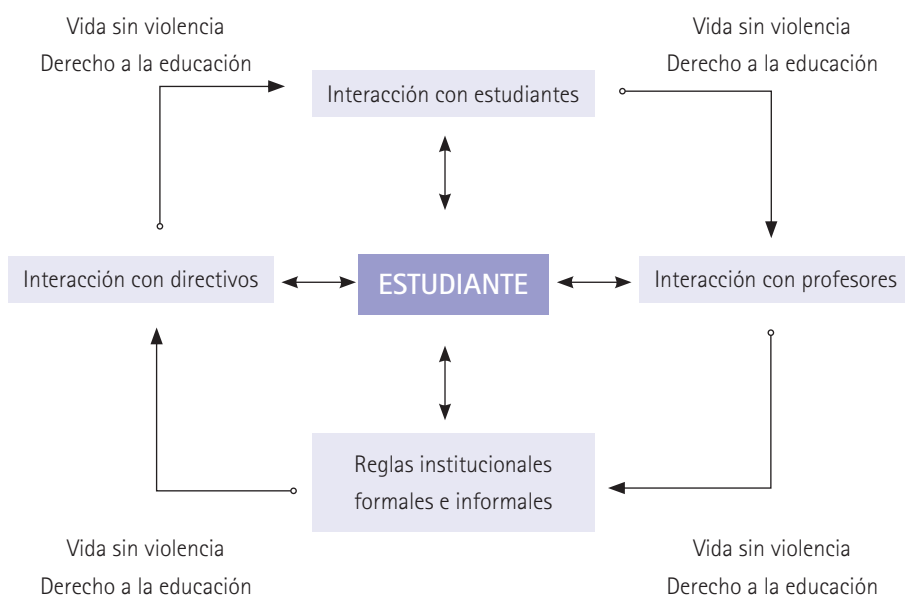 Vida sin violencia
Derecho a la educación
Vida sin violencia
Derecho a la educación
Interacción con estudiantes
Interacción con directivos
ESTUDIANTE
Interacción con profesores
Reglas institucionales
formales e informales
Vida sin violencia
Derecho a la educación
Vida sin violencia
Derecho a la educación